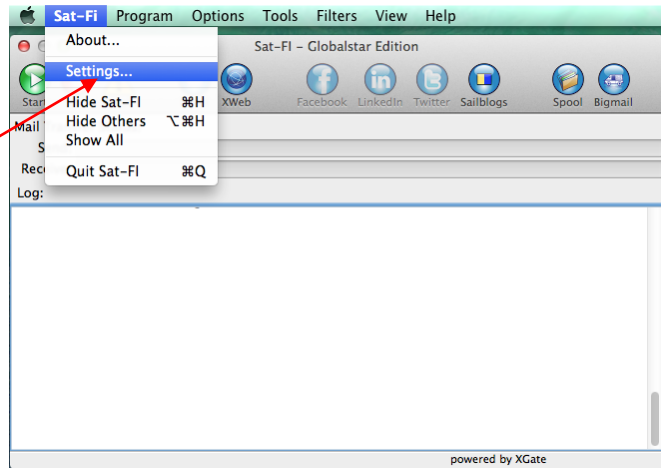 Sat-Fi Program Options Tools Filters View Help
About...
Sat-FI – Globalstar Edition
Settings...
XWeb Facebook LinkedIn Twitter Sailblogs Spool Bigmail
Hide Sat-FI ⌘H
Hide Others ⌥⌘H
Show All
Quit Sat-FI ⌘Q
Log:
powered by XGate